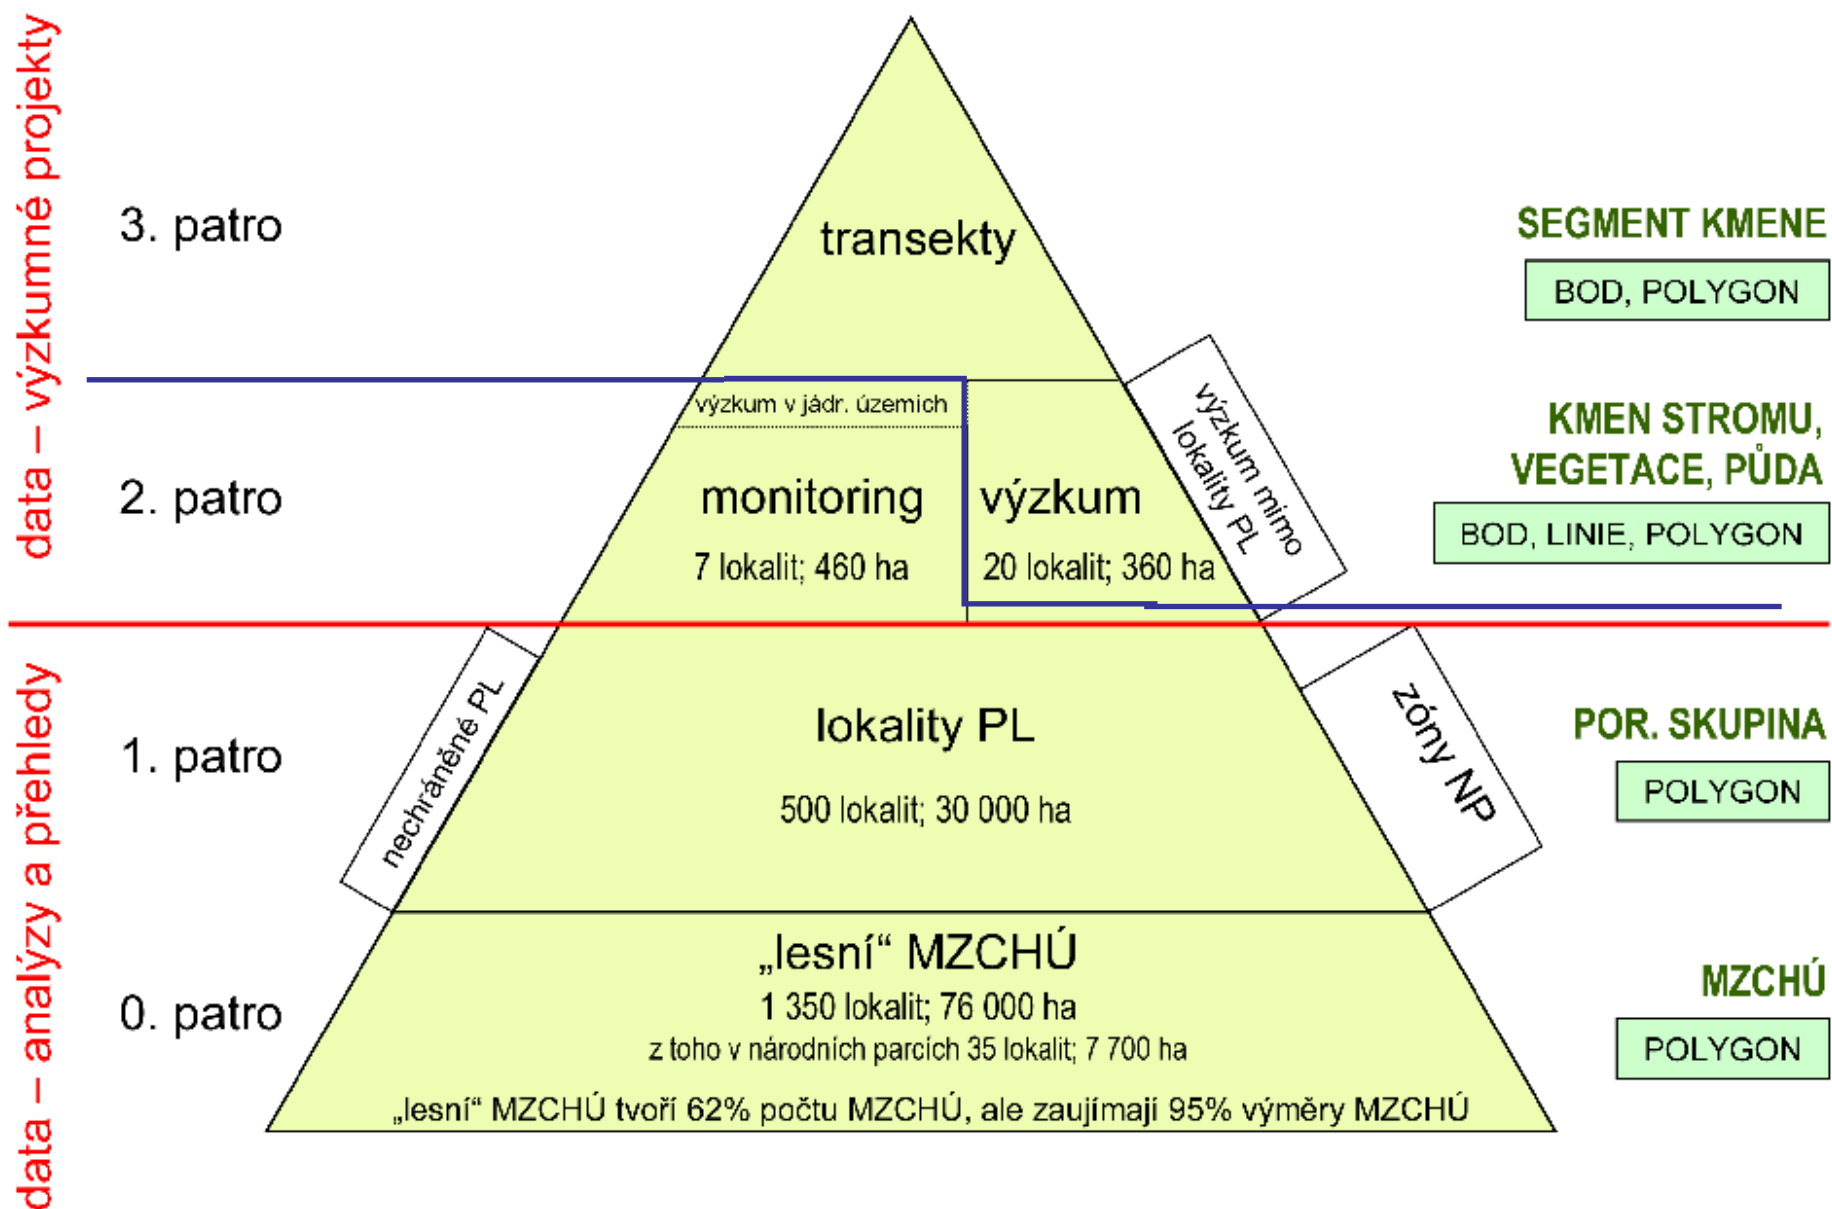 data – výzkumné projekty
3. patro
transekty
SEGMENT KMENE
BOD, POLYGON
2. patro
výzkum v jádr. územích
monitoring
7 lokalit; 460 ha
výzkum
20 lokalit; 360 ha
výzkum mimo
lokality PL
KMEN STROMU,
VEGETACE, PŮDA
BOD, LINIE, POLYGON
data – analýzy a přehledy
1. patro
nechráněné PL
lokality PL
500 lokalit; 30 000 ha
zóny NP
POR. SKUPINA
POLYGON
0. patro
„lesní“ MZCHÚ
1 350 lokalit; 76 000 ha
z toho v národních parcích 35 lokalit; 7 700 ha
„lesní“ MZCHÚ tvoří 62% počtu MZCHÚ, ale zaujímají 95% výměry MZCHÚ
MZCHÚ
POLYGON